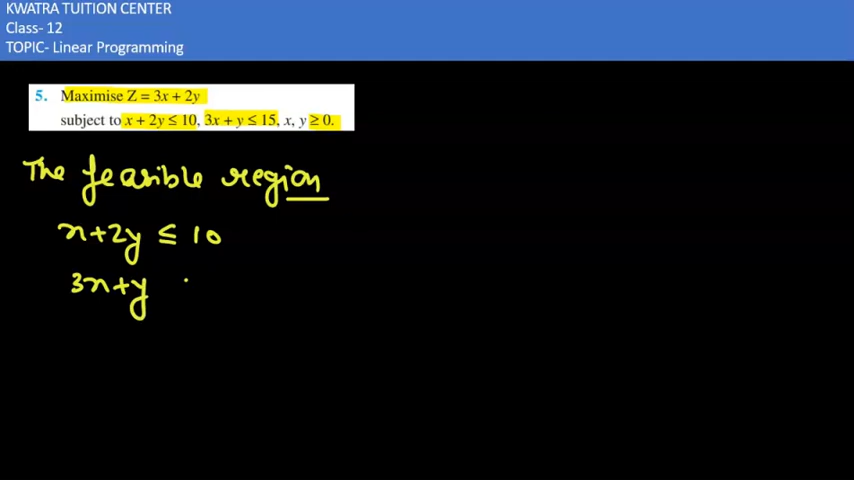 KWATRA TUITION CENTER
Class- 12
TOPIC- Linear Programming
5. Maximise Z = 3x + 2y
subject to x + 2y ≤ 10, 3x + y ≤ 15, x, y ≥ 0.
The feasible region
x+2y ≤ 10
3x+y